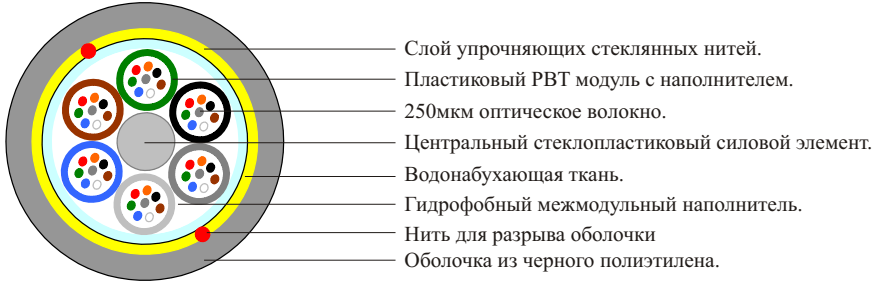 Слой упрочняющих стеклянных нитей.
Пластиковый PBT модуль с наполнителем.
250мкм оптическое волокно.
Центральный стеклопластиковый силовой элемент.
Водонабухающая ткань.
Гидрофобный межмодульный наполнитель.
Нить для разрыва оболочки
Оболочка из черного полиэтилена.